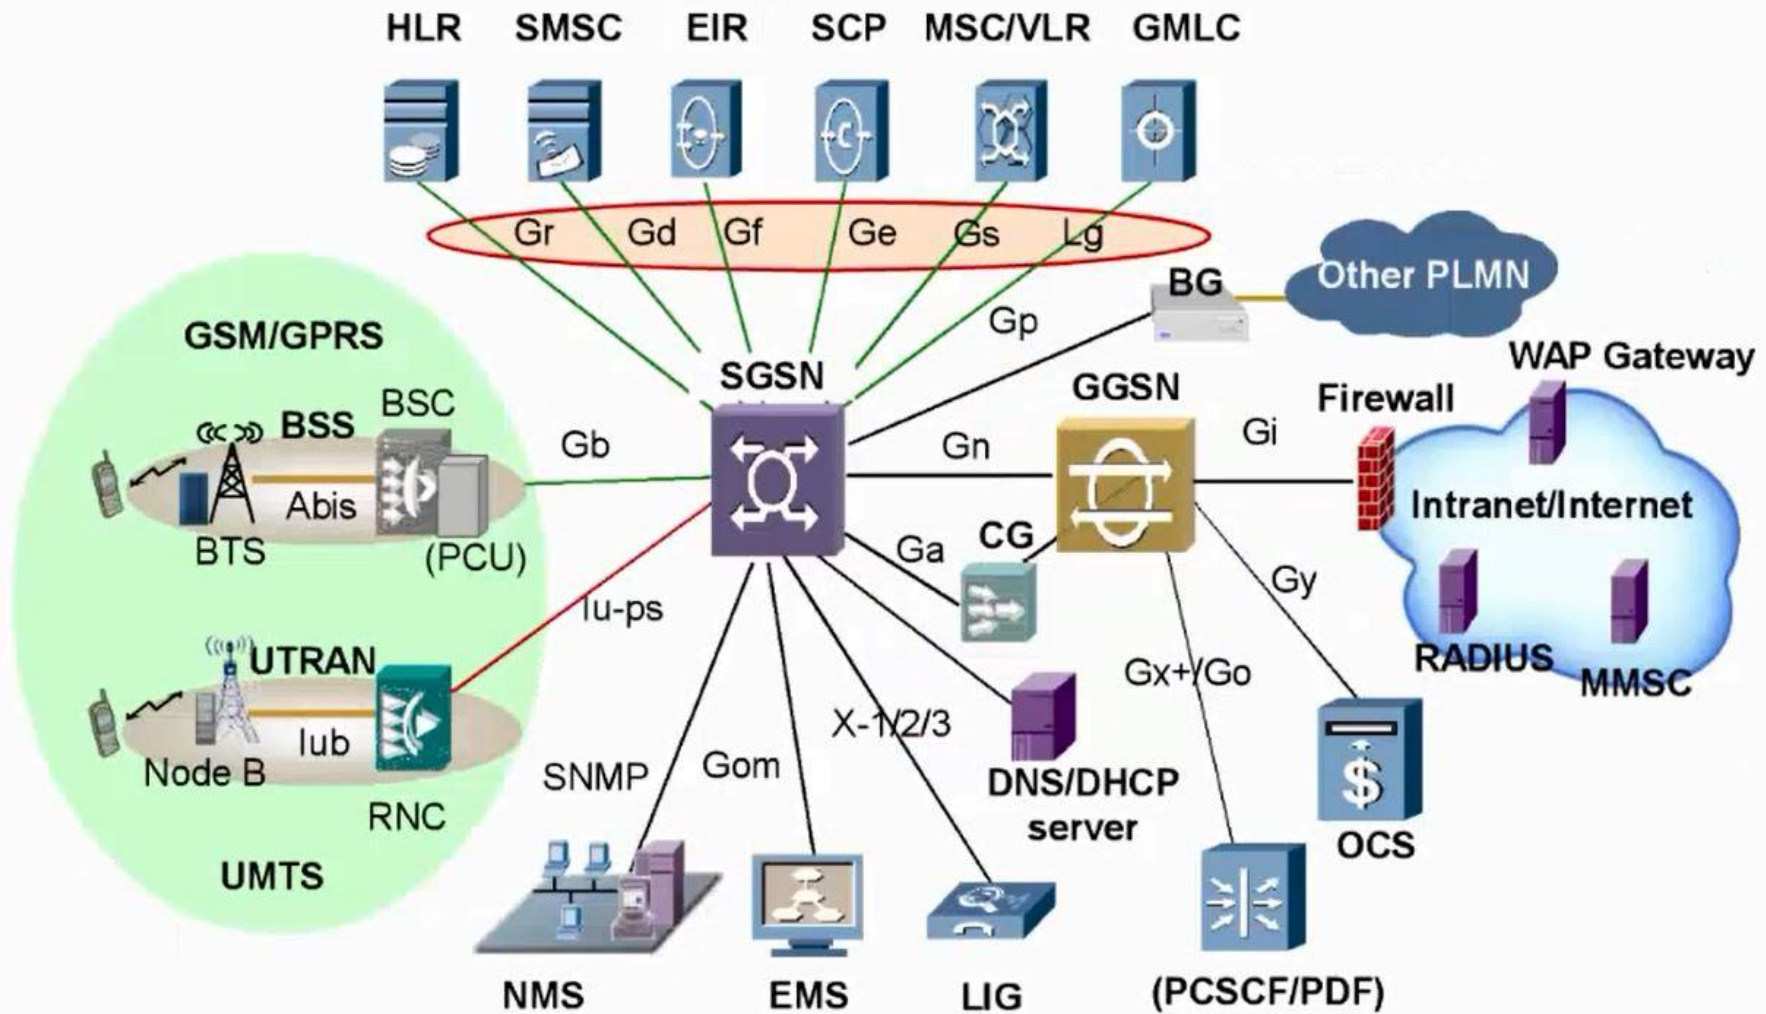 HLR SMSC EIR SCP MSC/VLR GMLC
Gr Gd Gf Ge Gs Lg
BG
Other PLMN
Gp
GSM/GPRS
WAP Gateway
SGSN
GGSN
Firewall
BSC
BSS
Gb
Gn
Gi
Abis
Intranet/Internet
BTS
(PCU)
Ga
CG
Gy
Iu-ps
UTRAN
RADIUS
MMSC
Gx+/Go
Iub
X-1/2/3
Node B
SNMP
Gom
DNS/DHCP
server
RNC
OCS
UMTS
NMS EMS LIG (PCSCF/PDF)
$